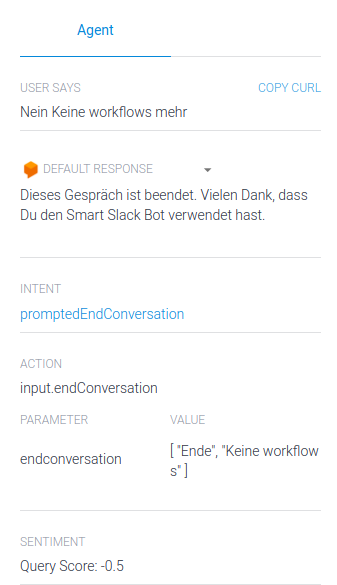 Agent
USER SAYS COPY CURL
Nein Keine workflows mehr
DEFAULT RESPONSE
Dieses Gespräch ist beendet. Vielen Dank, dass
Du den Smart Slack Bot verwendet hast.
INTENT
promptedEndConversation
ACTION
input.endConversation
PARAMETER VALUE
endconversation [ "Ende", "Keine workflow
s" ]
SENTIMENT
Query Score: -0.5